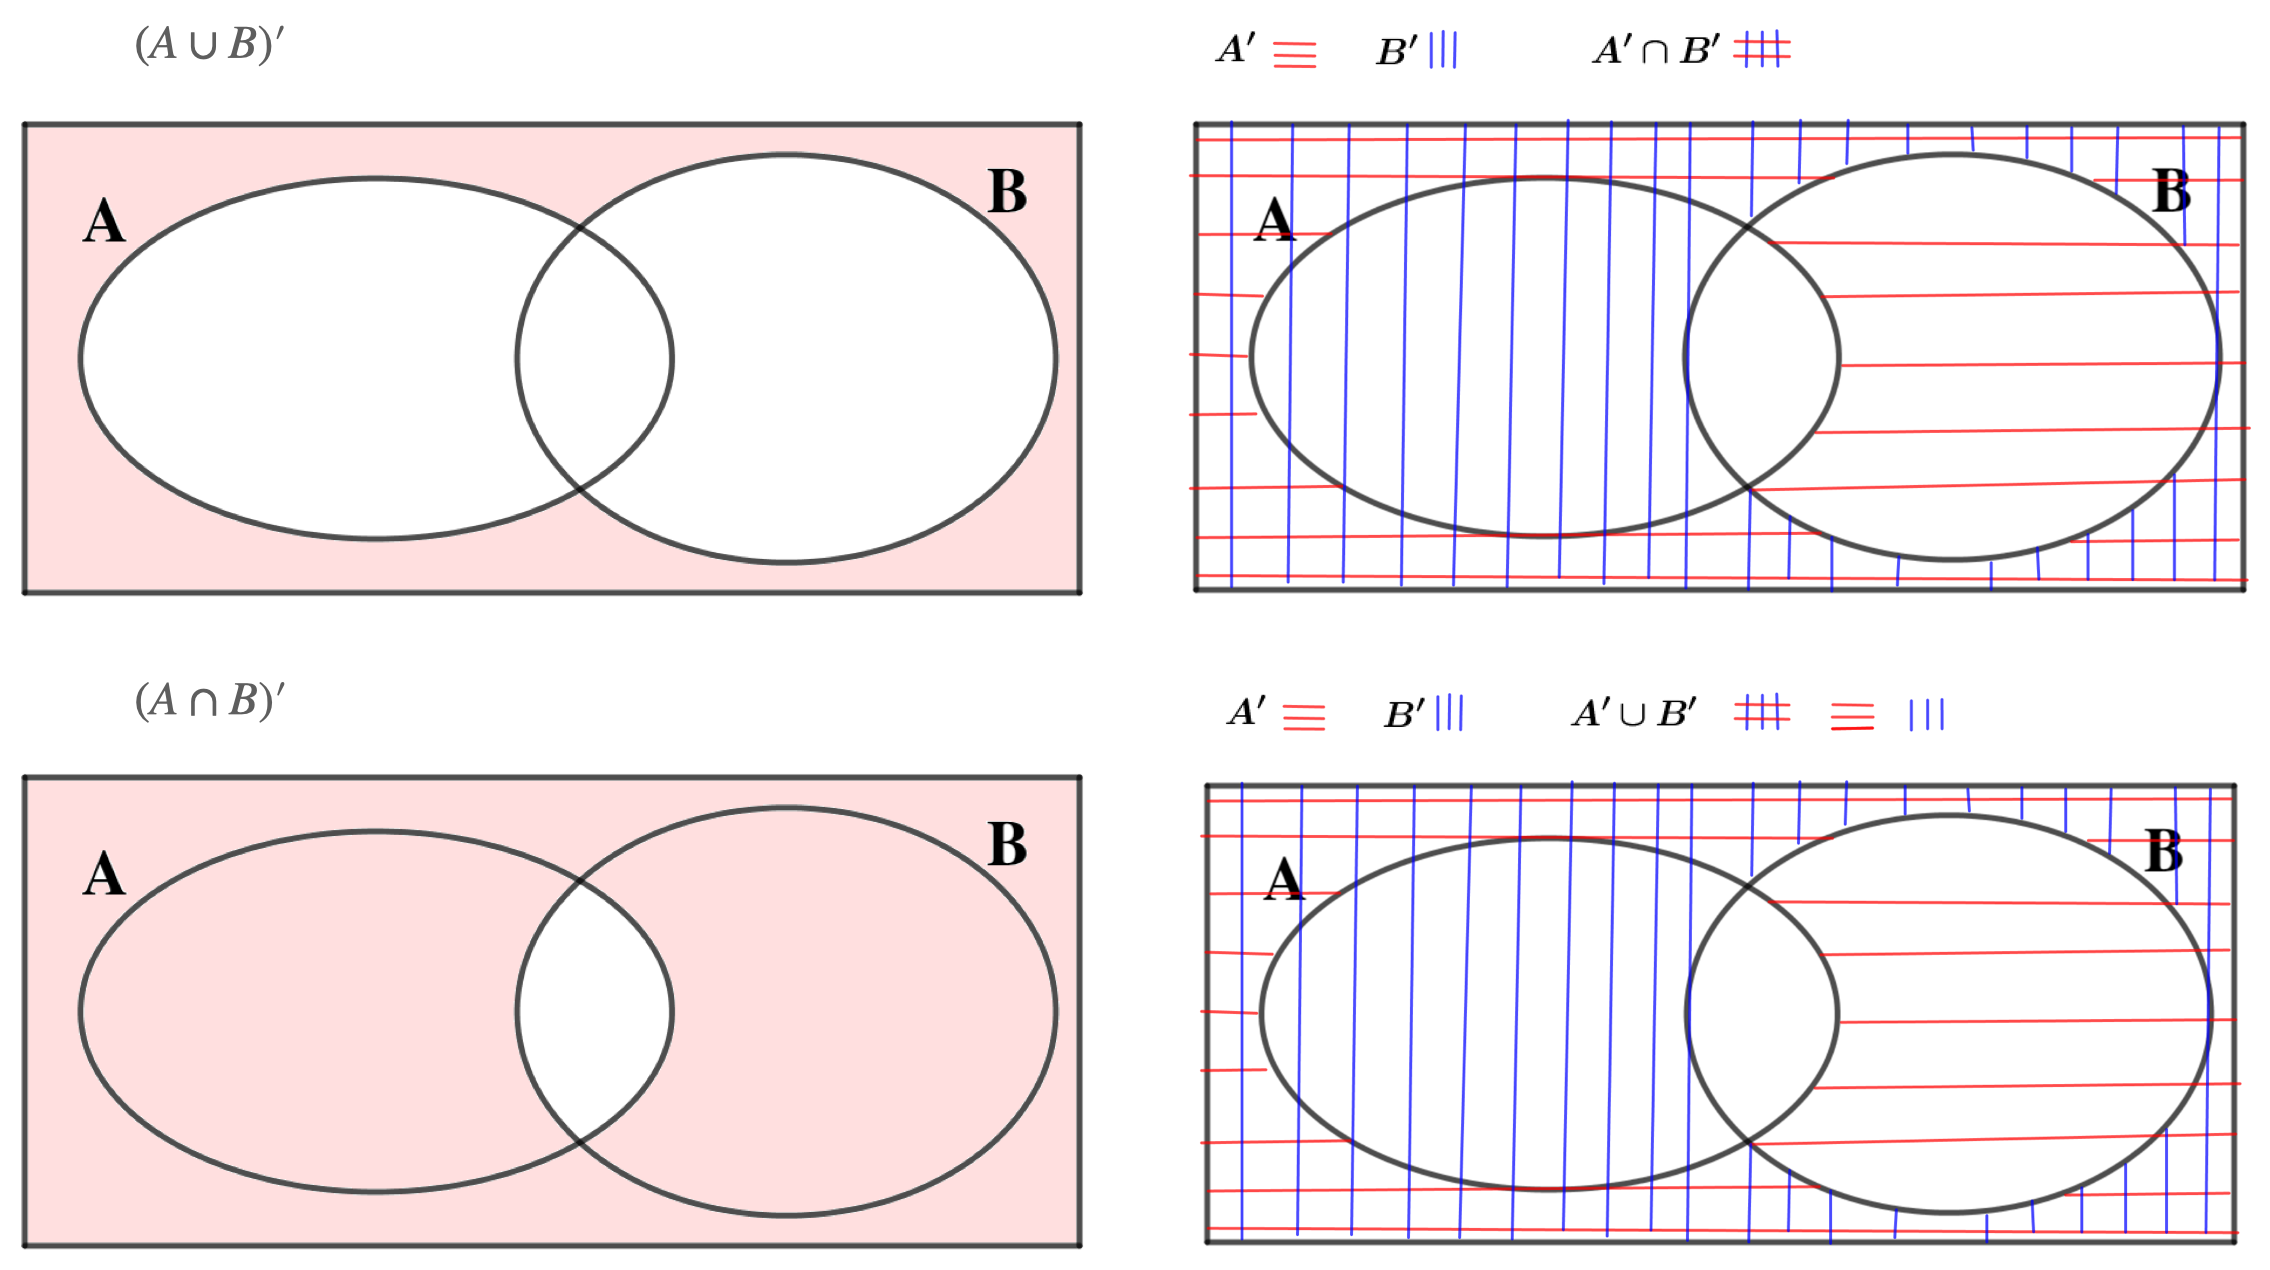 (A ∪ B)′
A′ B′ A′ ∩ B′
A B
A B
(A ∩ B)′
A′ B′ A′ ∪ B′
A B
A B